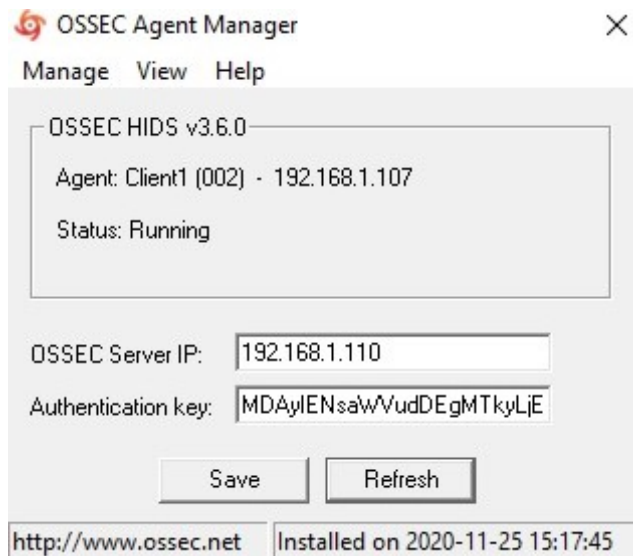 OSSEC Agent Manager
Manage View Help
OSSEC HIDS v3.6.0
Agent: Client1 (002) - 192.168.1.107
Status: Running
OSSEC Server IP: 192.168.1.110
Authentication key: MDAyIENsaWVudDEgMTkyLjE
Save Refresh
http://www.ossec.net Installed on 2020-11-25 15:17:45